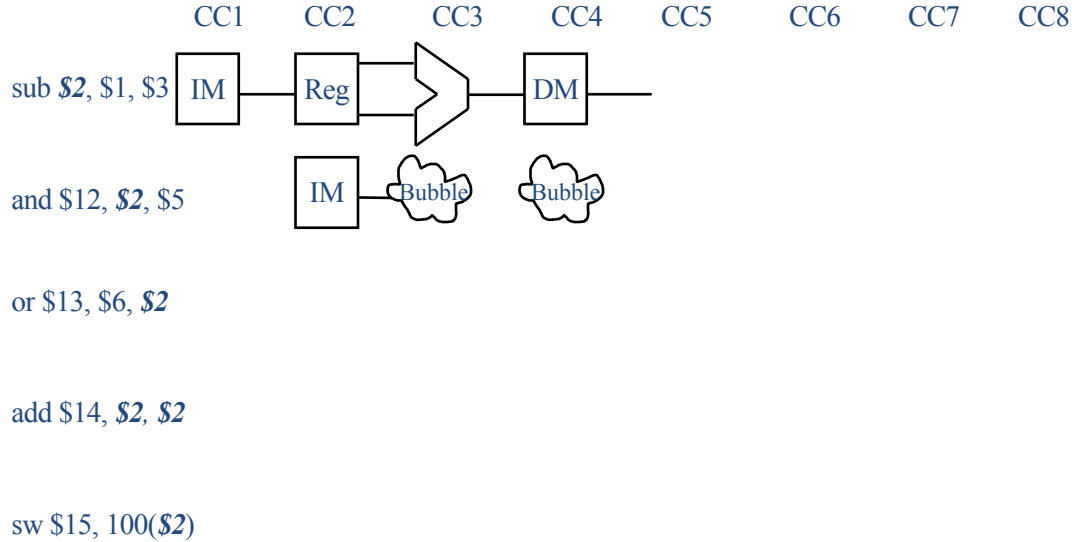 CC1 CC2 CC3 CC4 CC5 CC6 CC7 CC8
sub $2, $1, $3 IM Reg DM
and $12, $2, $5 IM Bubble Bubble
or $13, $6, $2
add $14, $2, $2
sw $15, 100($2)